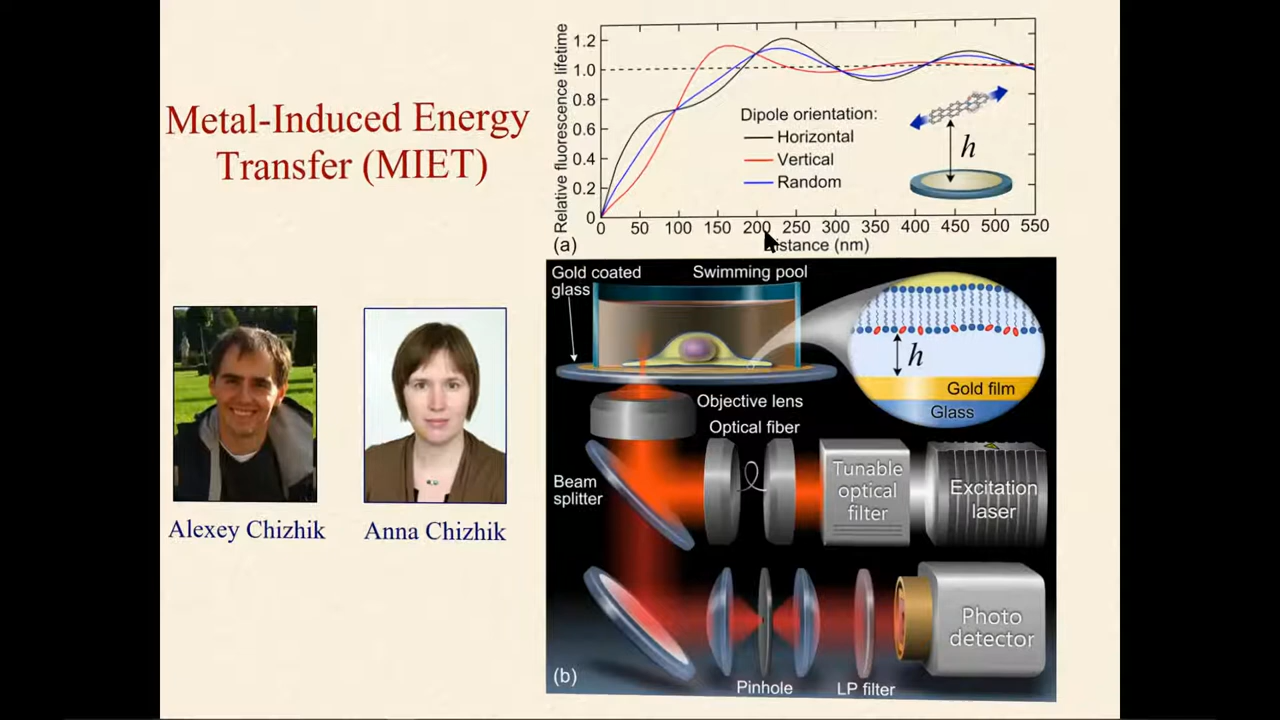 Metal-Induced Energy
Transfer (MIET)
Alexey Chizhik
Anna Chizhik
Relative fluorescence lifetime
1.2
1.0
0.8
0.6
0.4
0.2
0
0 50 100 150 200 250 300 350 400 450 500 550
Dipole orientation:
Horizontal
Vertical
Random
h
(a)
istance (nm)
Gold coated
glass
Swimming pool
h
Gold film
Glass
Objective lens
Optical fiber
Beam
splitter
Tunable
optical
filter
Excitation
laser
Photo
detector
(b)
Pinhole
LP filter